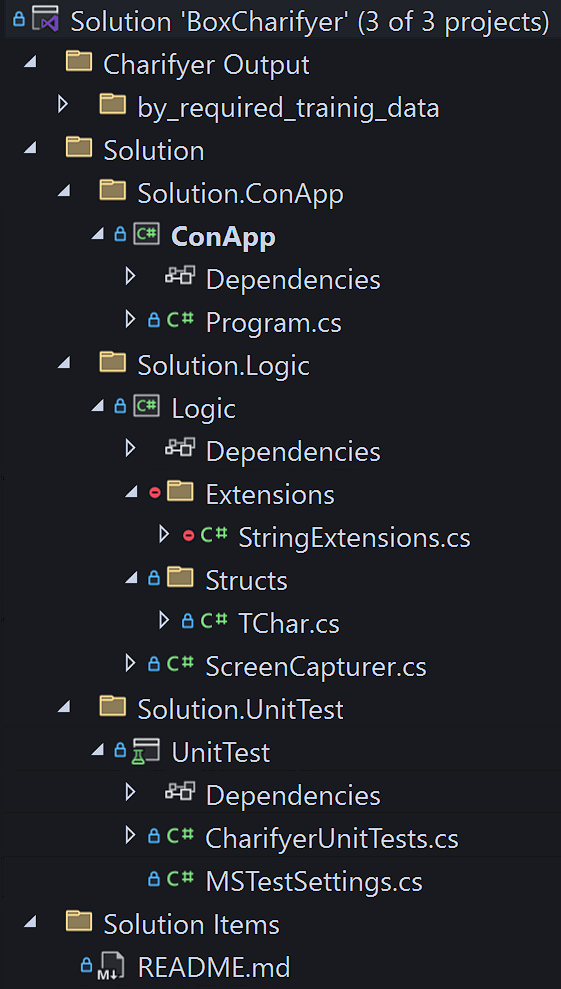 Solution 'BoxCharifyer' (3 of 3 projects)
Charifyer Output
by_required_trainig_data
Solution
Solution.ConApp
C# ConApp
Dependencies
C# Program.cs
Solution.Logic
C# Logic
Dependencies
Extensions
C# StringExtensions.cs
Structs
C# TChar.cs
C# ScreenCapturer.cs
Solution.UnitTest
UnitTest
Dependencies
C# CharifyerUnitTests.cs
C# MSTestSettings.cs
Solution Items
M↓ README.md